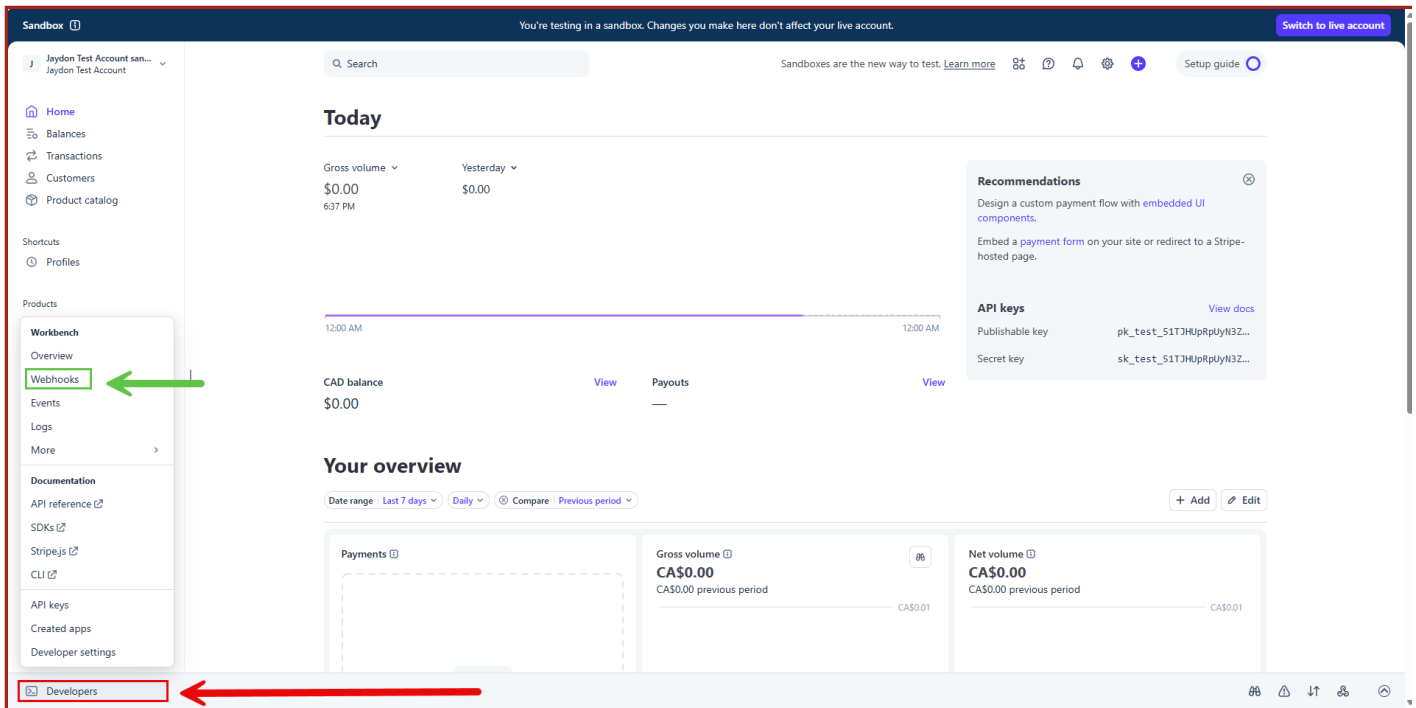 Sandbox
You're testing in a sandbox. Changes you make here don't affect your live account.
Switch to live account
J
Jaydon Test Account san...
Jaydon Test Account
Search
Sandboxes are the new way to test. Learn more
Setup guide
Home
Balances
Transactions
Customers
Product catalog
Shortcuts
Profiles
Products
Workbench
Overview
Webhooks
Events
Logs
More
Documentation
API reference
SDKs
Stripe.js
CLI
API keys
Created apps
Developer settings
Developers
Today
Gross volume
$0.00
6:37 PM
Yesterday
$0.00
12:00 AM
12:00 AM
Recommendations
Design a custom payment flow with embedded UI
components.
Embed a payment form on your site or redirect to a Stripe-
hosted page.
API keys
View docs
Publishable key
pk_test_51TJHUpRpUyN3Z...
Secret key
sk_test_51TJHUpRpUyN3Z...
CAD balance
View
$0.00
Payouts
View
—
Your overview
Date range Last 7 days
Daily
Compare Previous period
+ Add
Edit
Payments
Gross volume
CA$0.00
CA$0.00 previous period
CA$0.01
Net volume
CA$0.00
CA$0.00 previous period
CA$0.01